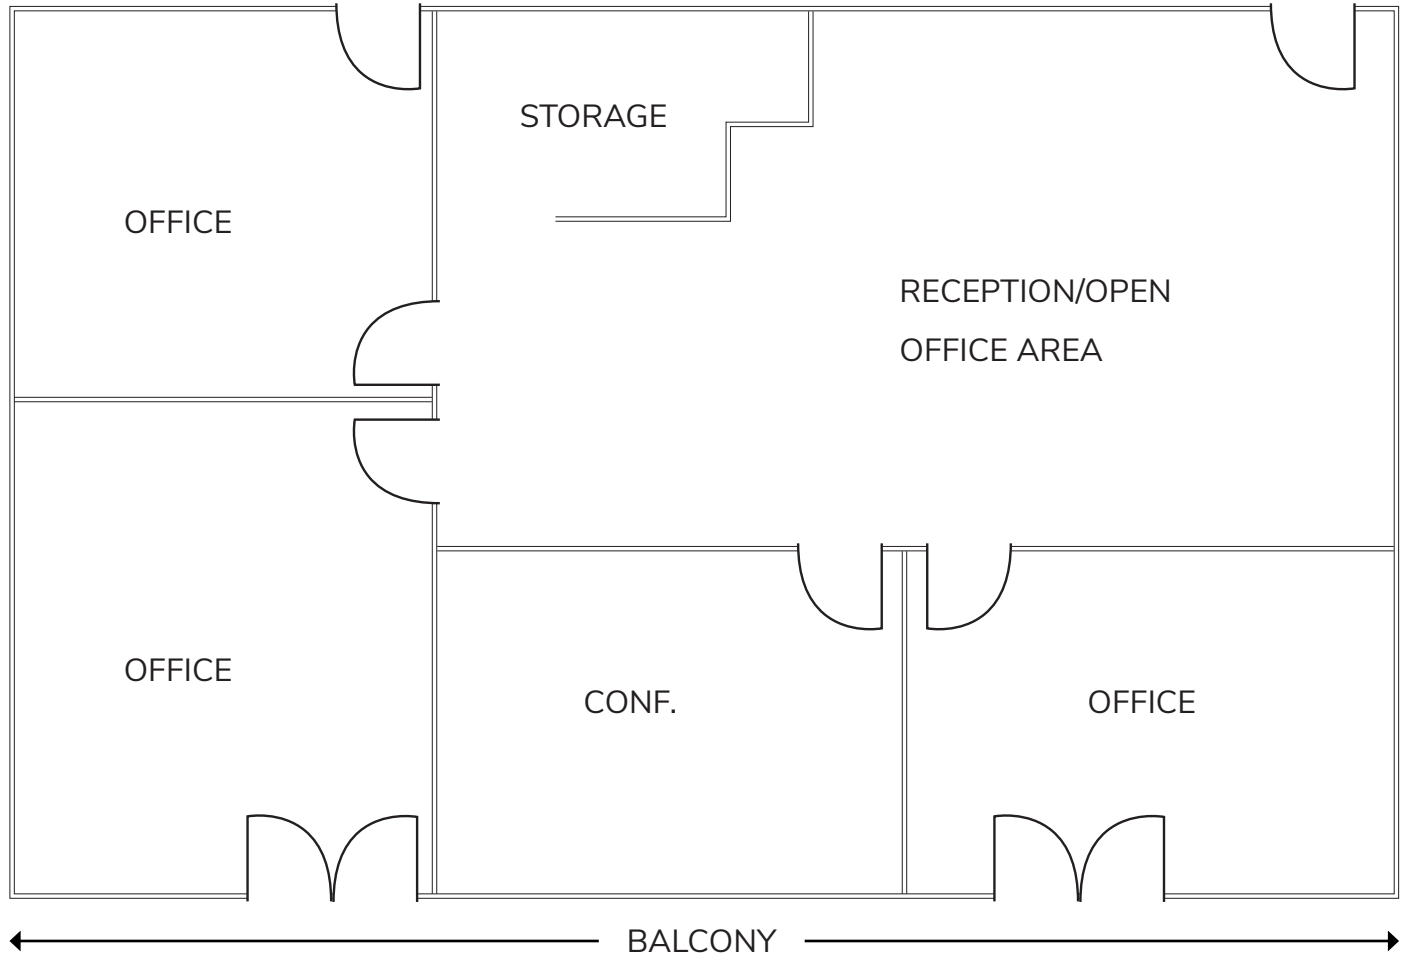 STORAGE
OFFICE
RECEPTION/OPEN
OFFICE AREA
OFFICE
CONF.
OFFICE
BALCONY